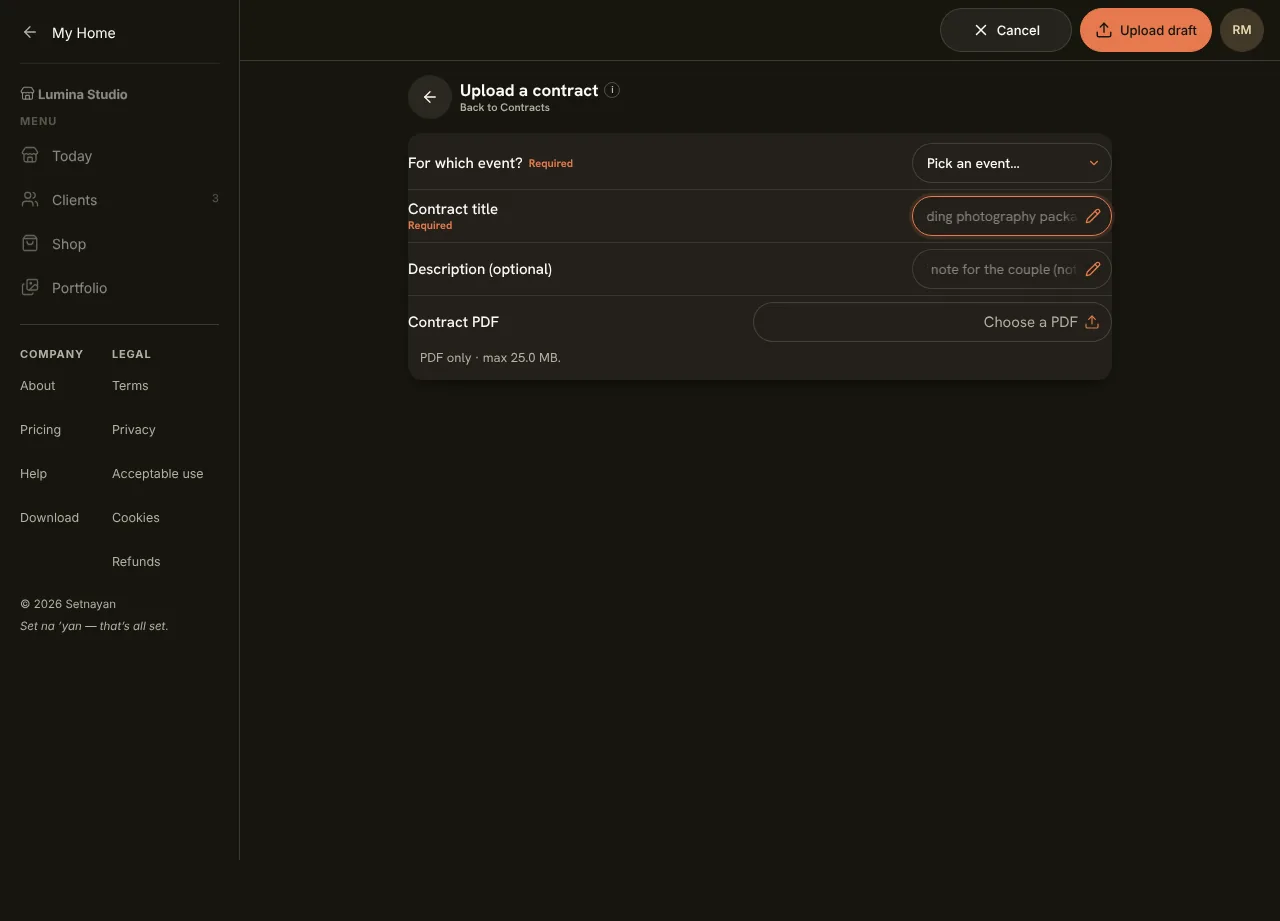 My Home
Cancel
Upload draft
RM
Lumina Studio
MENU
Today
Clients
3
Shop
Portfolio
COMPANY
LEGAL
About
Terms
Pricing
Privacy
Help
Acceptable use
Download
Cookies
Refunds
© 2026 Setnayan
Set na 'yan — that's all set.
Upload a contract
Back to Contracts
For which event? Required
Pick an event...
Contract title
Required
ding photography packa
Description (optional)
note for the couple (not
Contract PDF
Choose a PDF
PDF only · max 25.0 MB.